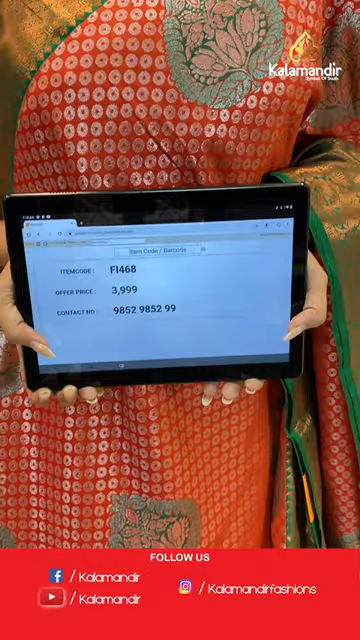 Kalamandir
Symbol Of South
Item Code / Barcode
ITEMCODE : FI468
OFFER PRICE : 3,999
CONTACT NO : 9852 9852 99
FOLLOW US
f / Kalamandir
/ Kalamandirfashions
/ Kalamandir